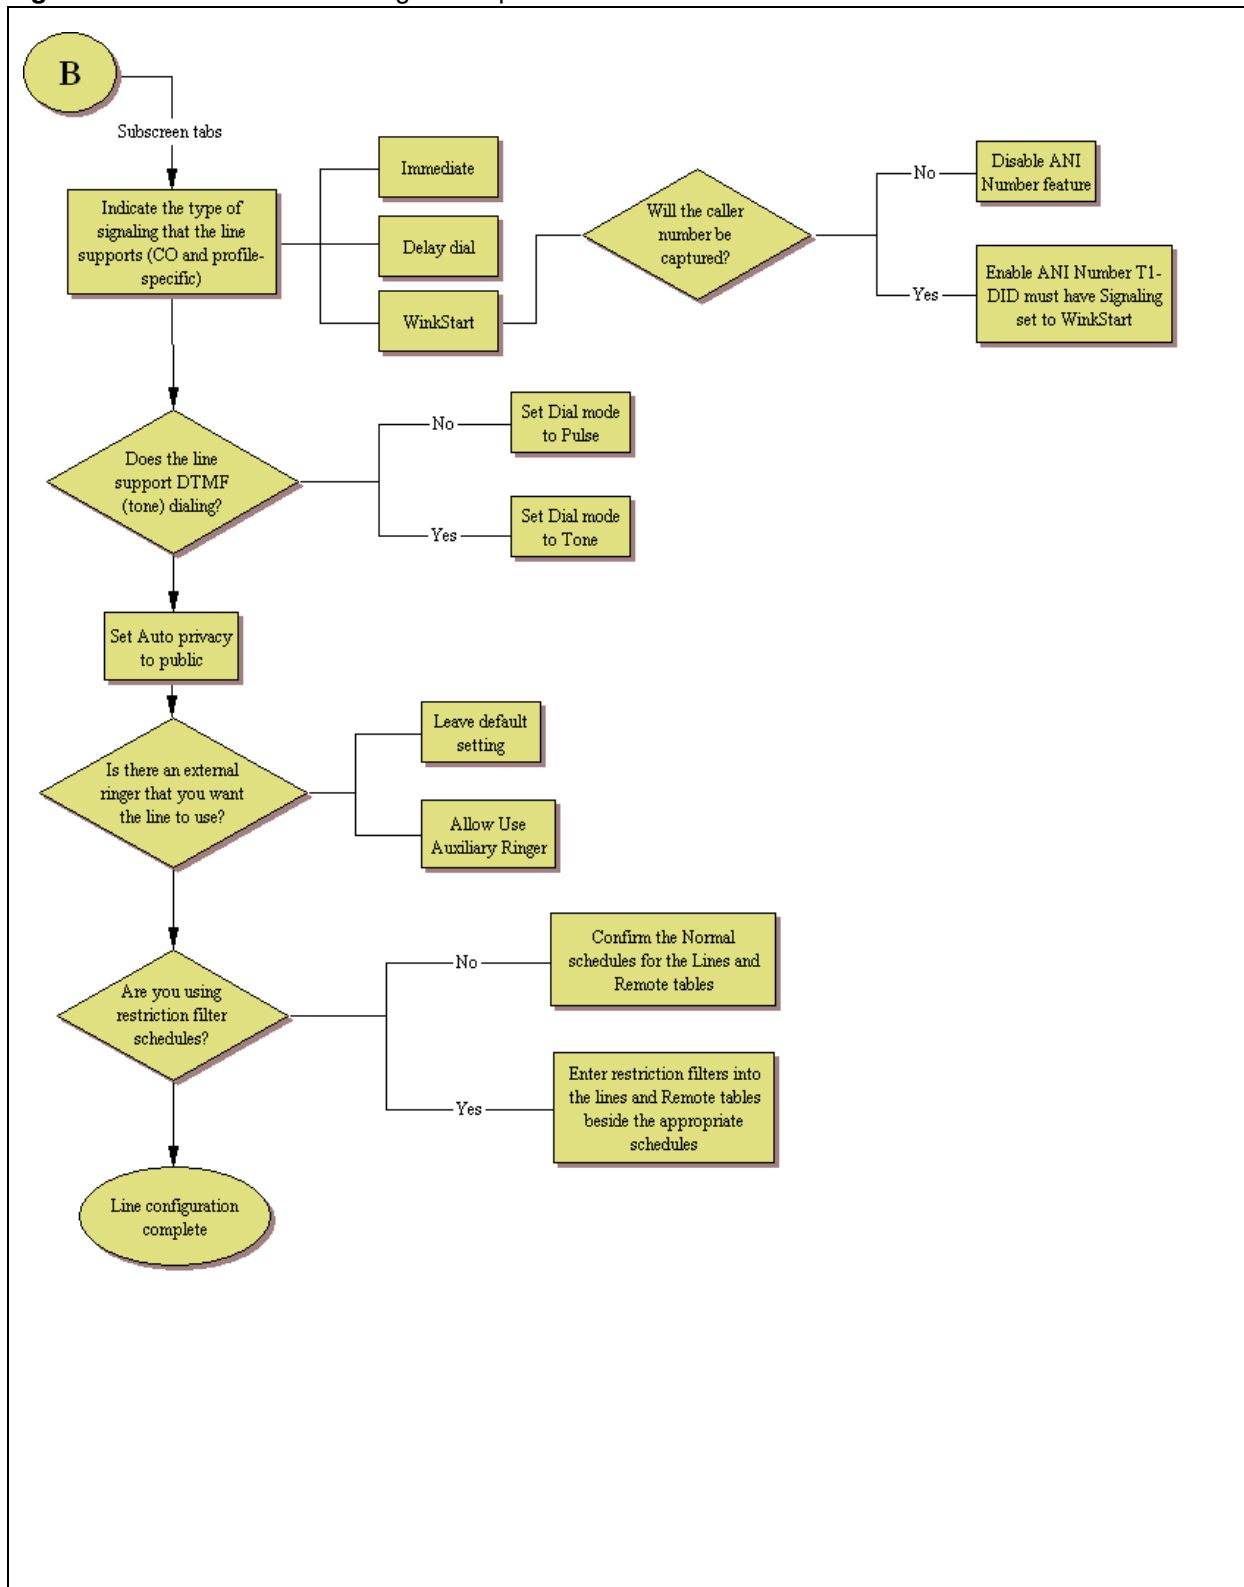 B
Subscreen tabs
Indicate the type of
signaling that the line
supports (CO and profile-
specific)
Immediate
Delay dial
WinkStart
Will the caller
number be
captured?
No
Disable ANI
Number feature
Yes
Enable ANI Number T1-
DID must have Signaling
set to WinkStart
Does the line
support DTMF
(tone) dialing?
No
Set Dial mode
to Pulse
Yes
Set Dial mode
to Tone
Set Auto privacy
to public
Is there an external
ringer that you want
the line to use?
Leave default
setting
Allow Use
Auxiliary Ringer
Are you using
restriction filter
schedules?
No
Confirm the Normal
schedules for the Lines and
Remote tables
Yes
Enter restriction filters into
the lines and Remote tables
beside the appropriate
schedules
Line configuration
complete